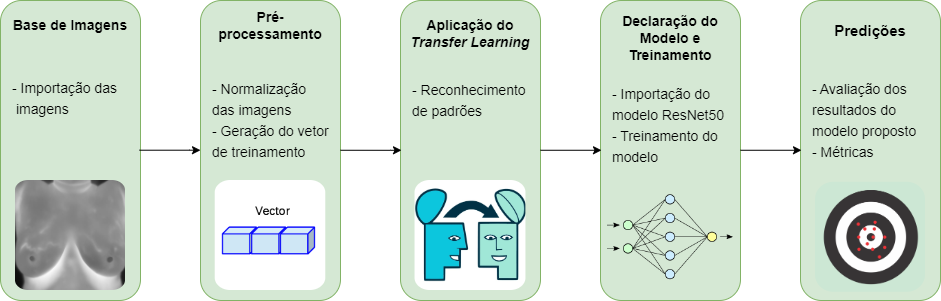 Base de Imagens
- Importação das
imagens
Pré-
processamento
- Normalização
das imagens
- Geração do vetor
de treinamento
Vector
Aplicação do
Transfer Learning
- Reconhecimento
de padrões
Declaração do
Modelo e
Treinamento
- Importação do
modelo ResNet50
- Treinamento do
modelo
Predições
- Avaliação dos
resultados do
modelo proposto
- Métricas